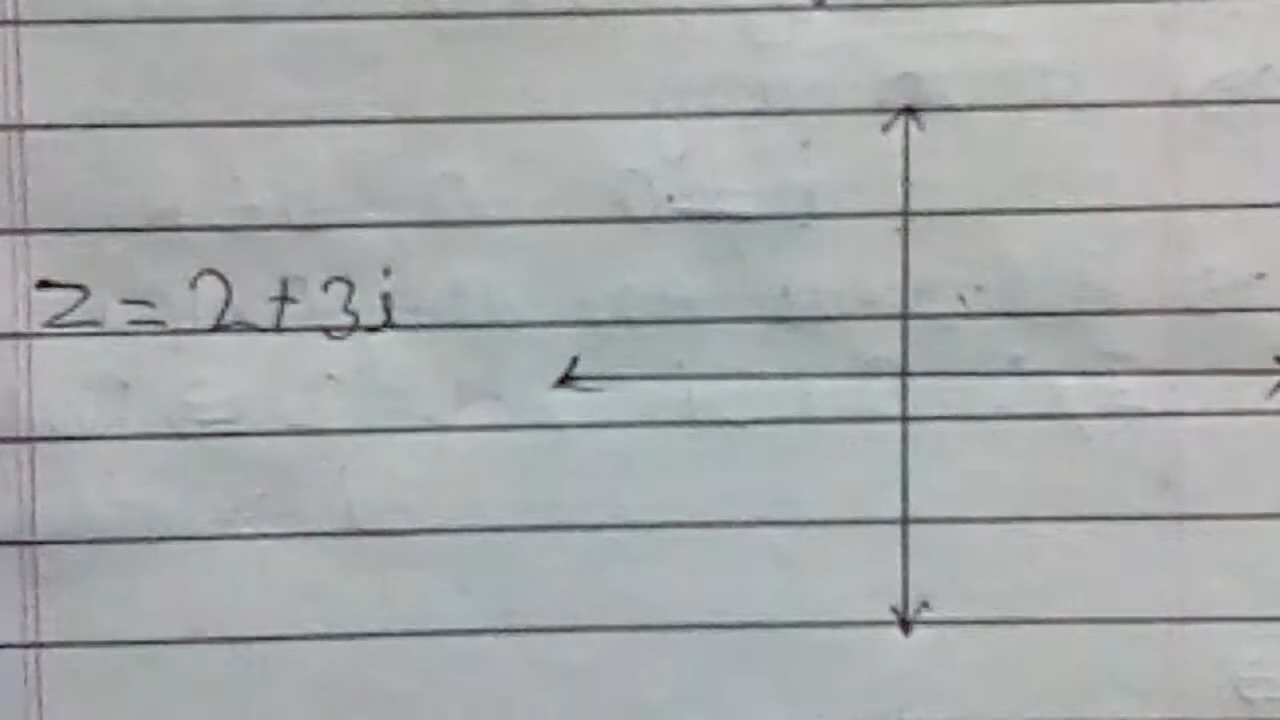 z = 2 + 3i